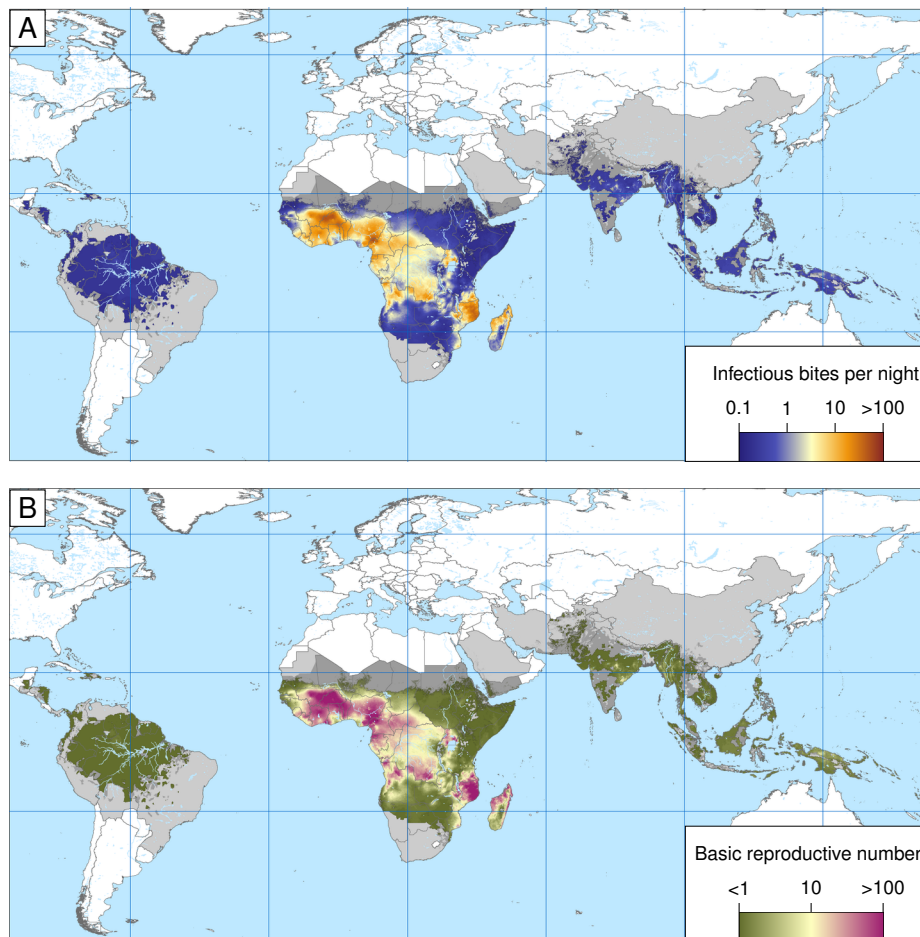 A
Infectious bites per night
0.1 1 10 >100
B
Basic reproductive number
<1 10 >100